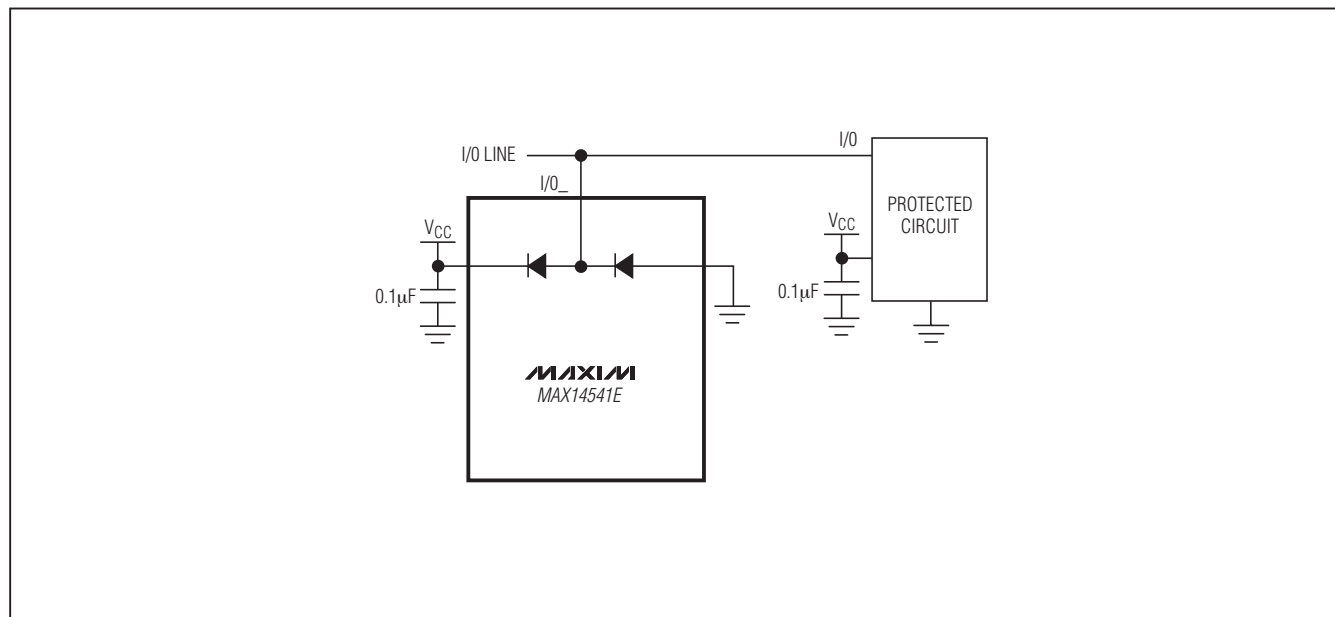 I/O LINE
I/O
I/O_
PROTECTED
CIRCUIT
VCC
VCC
0.1µF
0.1µF
MAXIM
MAX14541E